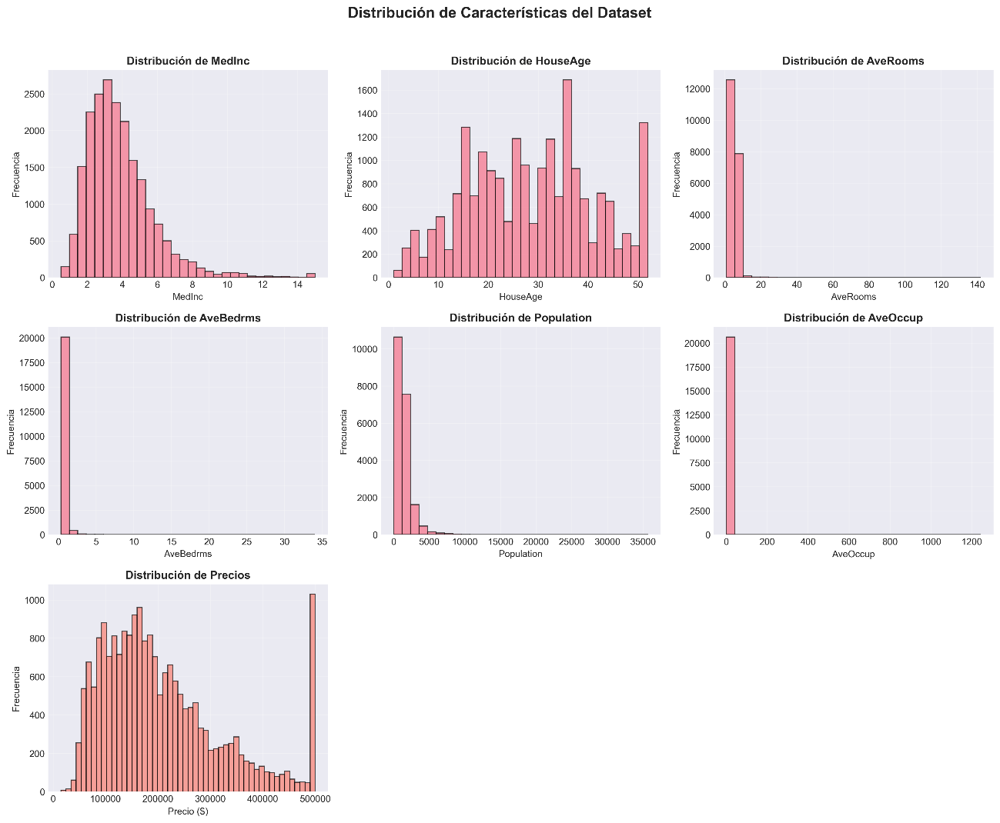 Distribución de Características del Dataset
Distribución de MedInc
Frecuencia
2500
2000
1500
1000
500
0
0 2 4 6 8 10 12 14
MedInc
Distribución de HouseAge
Frecuencia
1600
1400
1200
1000
800
600
400
200
0
0 10 20 30 40 50
HouseAge
Distribución de AveRooms
Frecuencia
12000
10000
8000
6000
4000
2000
0
0 20 40 60 80 100 120 140
AveRooms
Distribución de AveBedrms
Frecuencia
20000
17500
15000
12500
10000
7500
5000
2500
0
0 5 10 15 20 25 30 35
AveBedrms
Distribución de Population
Frecuencia
10000
8000
6000
4000
2000
0
0 5000 10000 15000 20000 25000 30000 35000
Population
Distribución de AveOccup
Frecuencia
20000
17500
15000
12500
10000
7500
5000
2500
0
0 200 400 600 800 1000 1200
AveOccup
Distribución de Precios
Frecuencia
1000
800
600
400
200
0
0 100000 200000 300000 400000 500000
Precio ($)